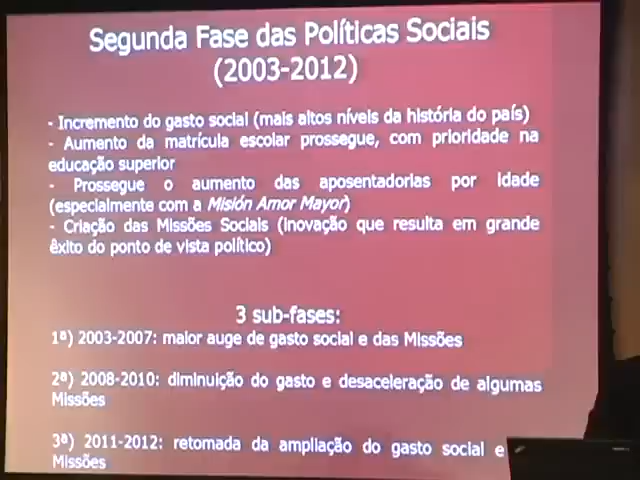 Segunda Fase das Políticas Sociais
(2003-2012)
- Incremento do gasto social (mais altos níveis da história do país)
- Aumento da matrícula escolar prossegue, com prioridade na
educação superior
- Prossegue o aumento das aposentadorias por idade
(especialmente com a Misión Amor Mayor)
- Criação das Missões Sociais (inovação que resulta em grande
êxito do ponto de vista político)
3 sub-fases:
1ª) 2003-2007: maior auge de gasto social e das Missões
2ª) 2008-2010: diminuição do gasto e desaceleração de algumas
Missões
3ª) 2011-2012: retomada da ampliação do gasto social e
Missões